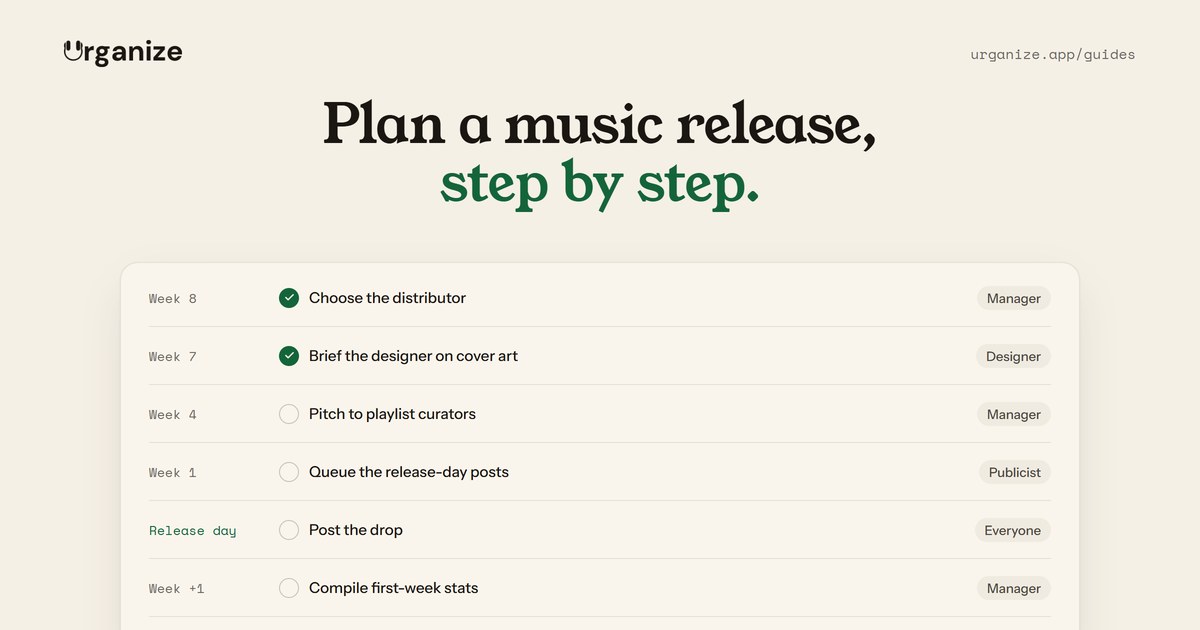 Urganize
urganize.app/guides
Plan a music release,
step by step.
Week 8 Choose the distributor Manager
Week 7 Brief the designer on cover art Designer
Week 4 Pitch to playlist curators Manager
Week 1 Queue the release-day posts Publicist
Release day Post the drop Everyone
Week +1 Compile first-week stats Manager